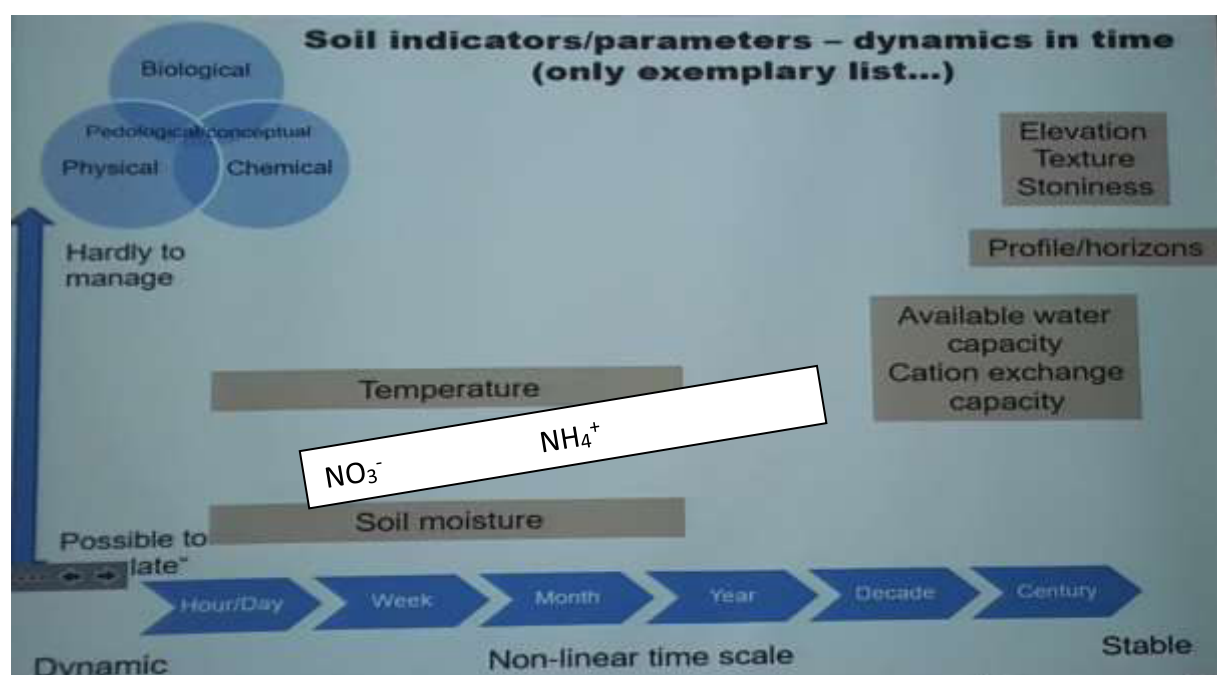 Soil indicators/parameters – dynamics in time
(only exemplary list...)
Biological
Pedological/conceptual
Physical
Chemical
Elevation
Texture
Stoniness
Hardly to
manage
Profile/horizons
Available water
capacity
Cation exchange
capacity
Temperature
NO₃⁻
NH₄⁺
Soil moisture
Possible to
late“
Hour/Day
Week
Month
Year
Decade
Century
Dynamic
Non-linear time scale
Stable